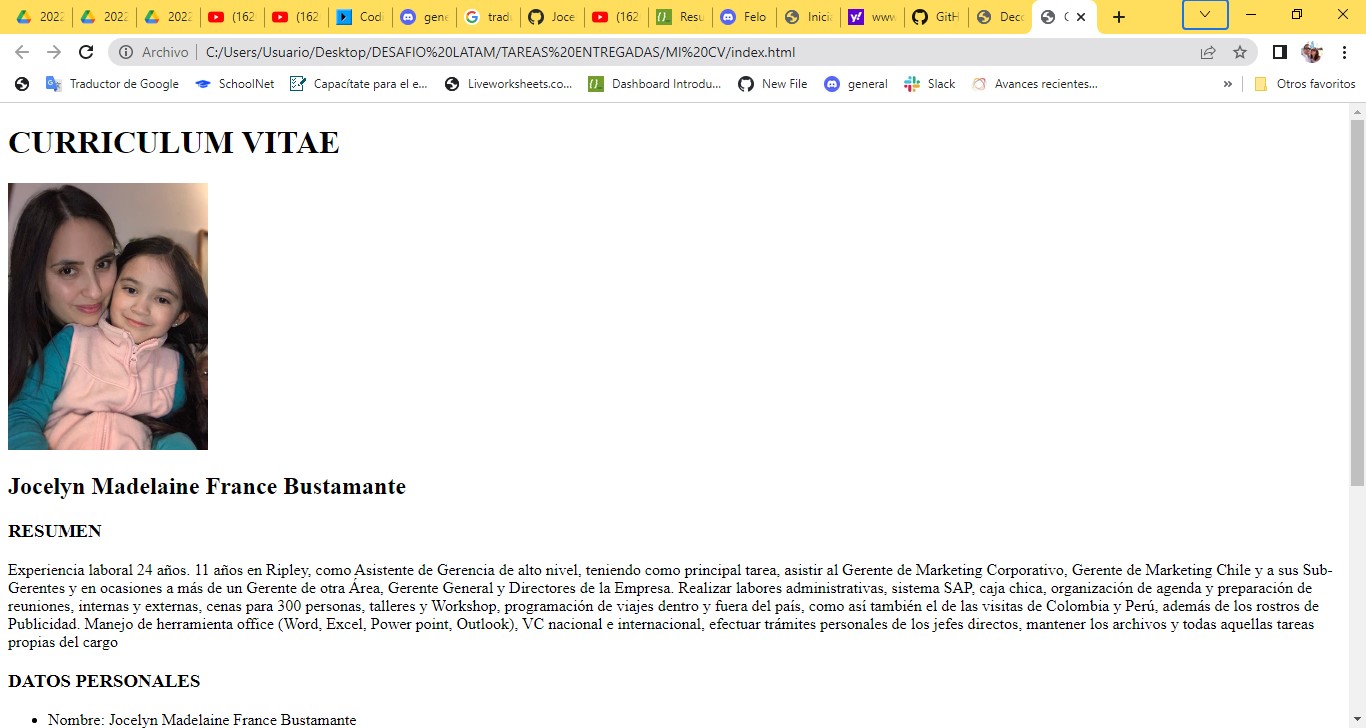 2022
2022
2022
(162
(162
Codi
gene
tradu
Joce
(162
Resu
Felo
Inicia
www
GitH
Deco
Archivo
C:/Users/Usuario/Desktop/DESAFIO%20LATAM/TAREAS%20ENTREGADAS/MI%20CV/index.html
Traductor de Google
SchoolNet
Capacítate para el e...
Liveworksheets.co...
Dashboard Introdu...
New File
general
Slack
Avances recientes...
»
Otros favoritos
CURRICULUM VITAE
Jocelyn Madelaine France Bustamante
RESUMEN
Experiencia laboral 24 años. 11 años en Ripley, como Asistente de Gerencia de alto nivel, teniendo como principal tarea, asistir al Gerente de Marketing Corporativo, Gerente de Marketing Chile y a sus Sub-
Gerentes y en ocasiones a más de un Gerente de otra Área, Gerente General y Directores de la Empresa. Realizar labores administrativas, sistema SAP, caja chica, organización de agenda y preparación de
reuniones, internas y externas, cenas para 300 personas, talleres y Workshop, programación de viajes dentro y fuera del país, como así también el de las visitas de Colombia y Perú, además de los rostros de
Publicidad. Manejo de herramienta office (Word, Excel, Power point, Outlook), VC nacional e internacional, efectuar trámites personales de los jefes directos, mantener los archivos y todas aquellas tareas
propias del cargo
DATOS PERSONALES
• Nombre: Jocelyn Madelaine France Bustamante